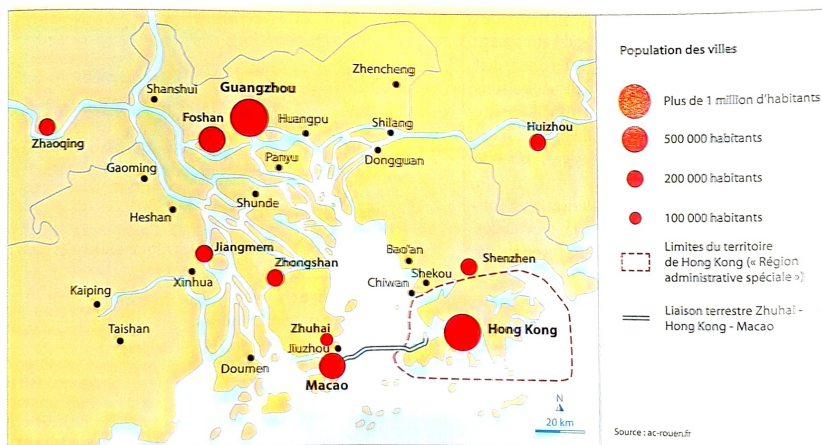 Zhencheng
Shanshui
Guangzhou
Foshan
Huangpu
Shilang
Huizhou
Zhaoqing
Panyu
Dongguan
Gaoming
Shunde
Heshan
Jiangmem
Bao'an
Shenzhen
Zhongshan
Shekou
Xinhua
Chiwan
Kaiping
Taishan
Zhuhai
Hong Kong
Jiuzhou
Doumen
Macao
N
20 km
Population des villes
Plus de 1 million d'habitants
500 000 habitants
200 000 habitants
100 000 habitants
Limites du territoire
de Hong Kong (« Région
administrative spéciale »)
Liaison terrestre Zhuhai -
Hong Kong - Macao
Source : ac-rouen.fr